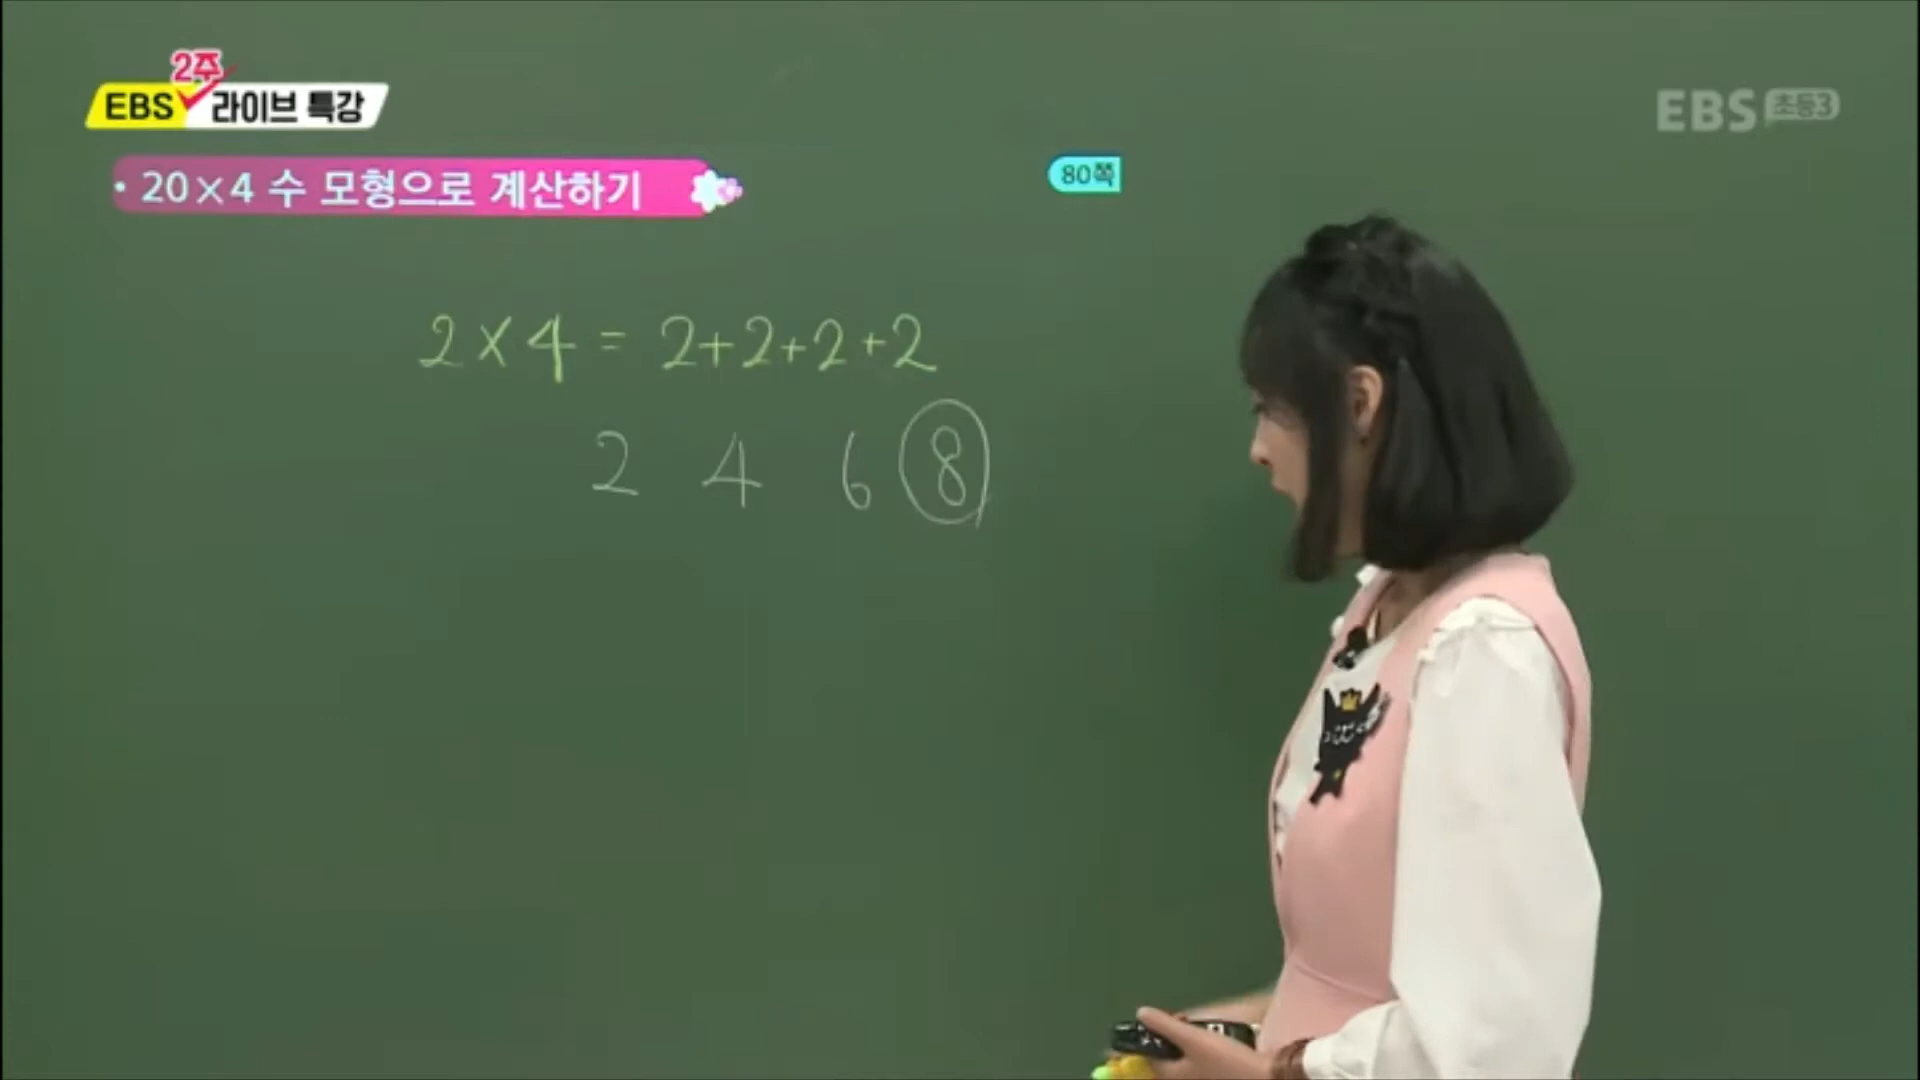 2주
EBS 라이브 특강
EBS 초등3
• 20×4 수 모형으로 계산하기
80쪽
2×4 = 2+2+2+2
2 4 6 8